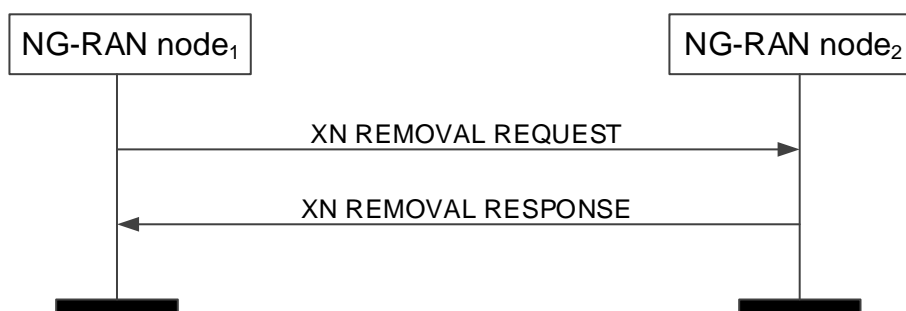 NG-RAN node₁
NG-RAN node₂
XN REMOVAL REQUEST
XN REMOVAL RESPONSE